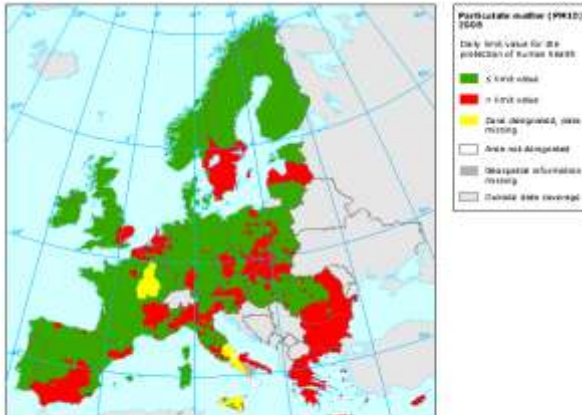 Particulate matter (PM10)
2008
Daily limit value for the
protection of human health
≤ limit value
> limit value
Zone designated, data
missing
Area not designated
Geospatial information
missing
Outside data coverage